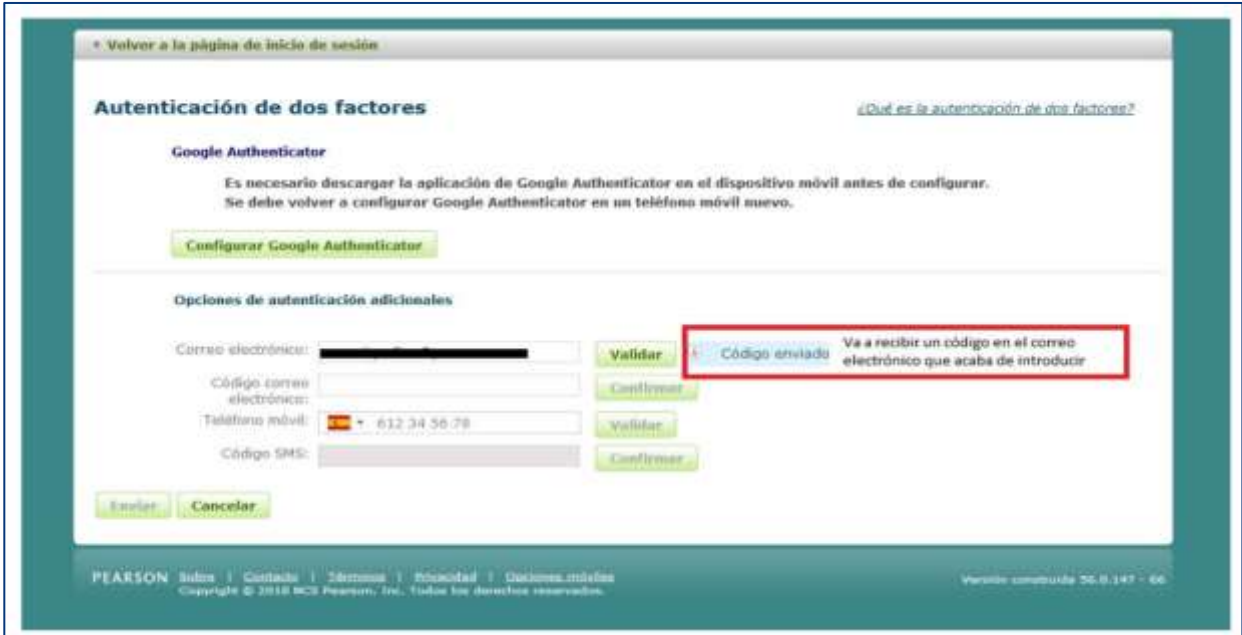 Volver a la página de inicio de sesión
Autenticación de dos factores
¿Qué es la autenticación de dos factores?
Google Authenticator
Es necesario descargar la aplicación de Google Authenticator en el dispositivo móvil antes de configurar.
Se debe volver a configurar Google Authenticator en un teléfono móvil nuevo.
Configurar Google Authenticator
Opciones de autenticación adicionales
Correo electrónico:
Validar
Código enviado
Va a recibir un código en el correo
electrónico que acaba de introducir
Código correo
electrónico:
Confirmar
Teléfono móvil:
612 34 56 78
Validar
Código SMS:
Confirmar
Enviar
Cancelar
PEARSON Sobre | Contacto | Términos | Privacidad | Opciones móviles
Copyright © 2018 NCS Pearson, Inc. Todos los derechos reservados.
Versión construida 56.0.147 - 66